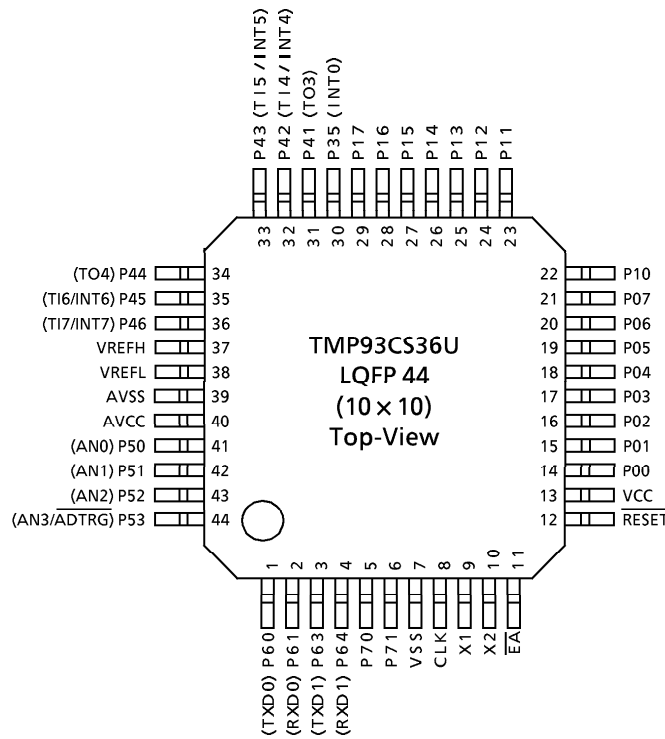 P43 (TI5/INT5)
P42 (TI4/INT4)
P41 (TO3)
P35 (INT0)
P17
P16
P15
P14
P13
P12
P11
33
32
31
30
29
28
27
26
25
24
23
(TO4) P44 34
(TI6/INT6) P45 35
(TI7/INT7) P46 36
VREFH 37
VREFL 38
AVSS 39
AVCC 40
(AN0) P50 41
(AN1) P51 42
(AN2) P52 43
(AN3/ADTRG) P53 44
TMP93CS36U
LQFP 44
(10 × 10)
Top-View
22 P10
21 P07
20 P06
19 P05
18 P04
17 P03
16 P02
15 P01
14 P00
13 VCC
12 RESET
1
2
3
4
5
6
7
8
9
10
11
(TXD0) P60
(RXD0) P61
(TXD1) P63
(RXD1) P64
P70
P71
VSS
CLK
X1
X2
EA